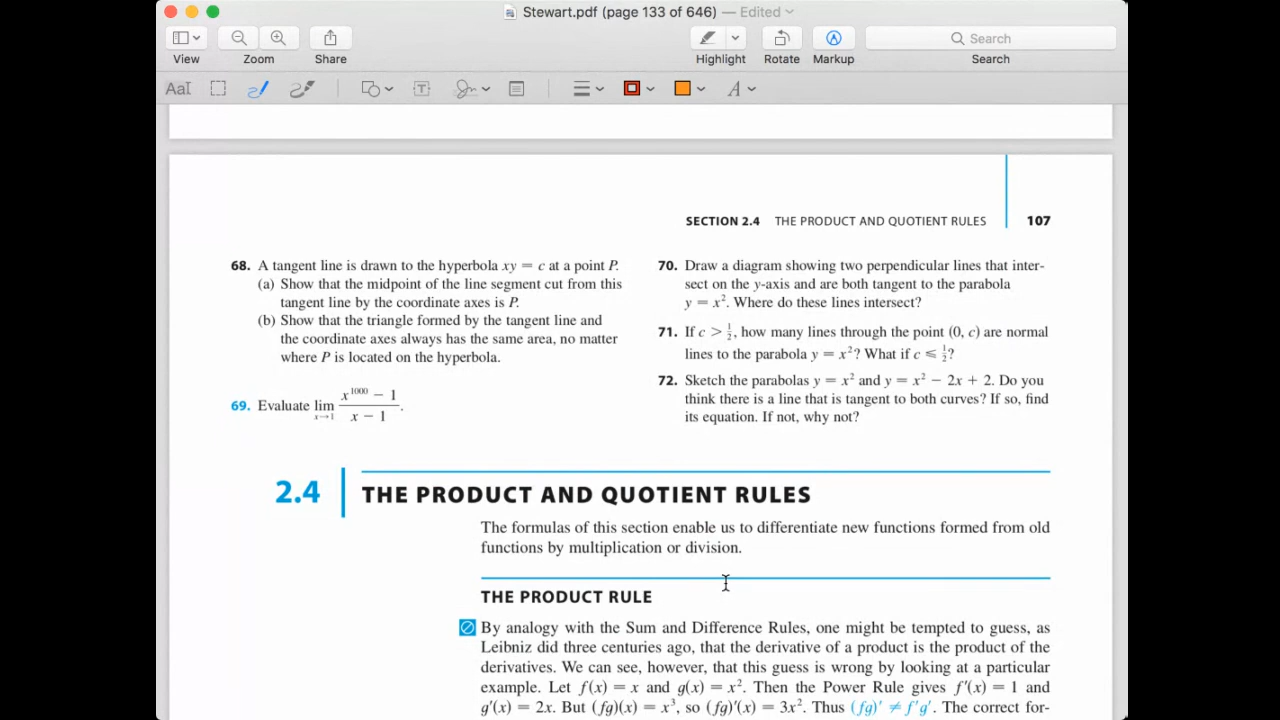 Stewart.pdf (page 133 of 646) — Edited
View
Zoom
Share
Highlight
Rotate
Markup
Search
Search
AaI
T
A
SECTION 2.4 THE PRODUCT AND QUOTIENT RULES 107
68. A tangent line is drawn to the hyperbola xy = c at a point P.
(a) Show that the midpoint of the line segment cut from this
tangent line by the coordinate axes is P.
(b) Show that the triangle formed by the tangent line and
the coordinate axes always has the same area, no matter
where P is located on the hyperbola.
69. Evaluate lim x→1 (x^1000 − 1)/(x − 1).
70. Draw a diagram showing two perpendicular lines that inter-
sect on the y-axis and are both tangent to the parabola
y = x². Where do these lines intersect?
71. If c > 1/2, how many lines through the point (0, c) are normal
lines to the parabola y = x²? What if c ≤ 1/2?
72. Sketch the parabolas y = x² and y = x² − 2x + 2. Do you
think there is a line that is tangent to both curves? If so, find
its equation. If not, why not?
2.4 THE PRODUCT AND QUOTIENT RULES
The formulas of this section enable us to differentiate new functions formed from old
functions by multiplication or division.
THE PRODUCT RULE
By analogy with the Sum and Difference Rules, one might be tempted to guess, as
Leibniz did three centuries ago, that the derivative of a product is the product of the
derivatives. We can see, however, that this guess is wrong by looking at a particular
example. Let f(x) = x and g(x) = x². Then the Power Rule gives f′(x) = 1 and
g′(x) = 2x. But (fg)(x) = x³, so (fg)′(x) = 3x². Thus (fg)′ ≠ f′g′. The correct for-